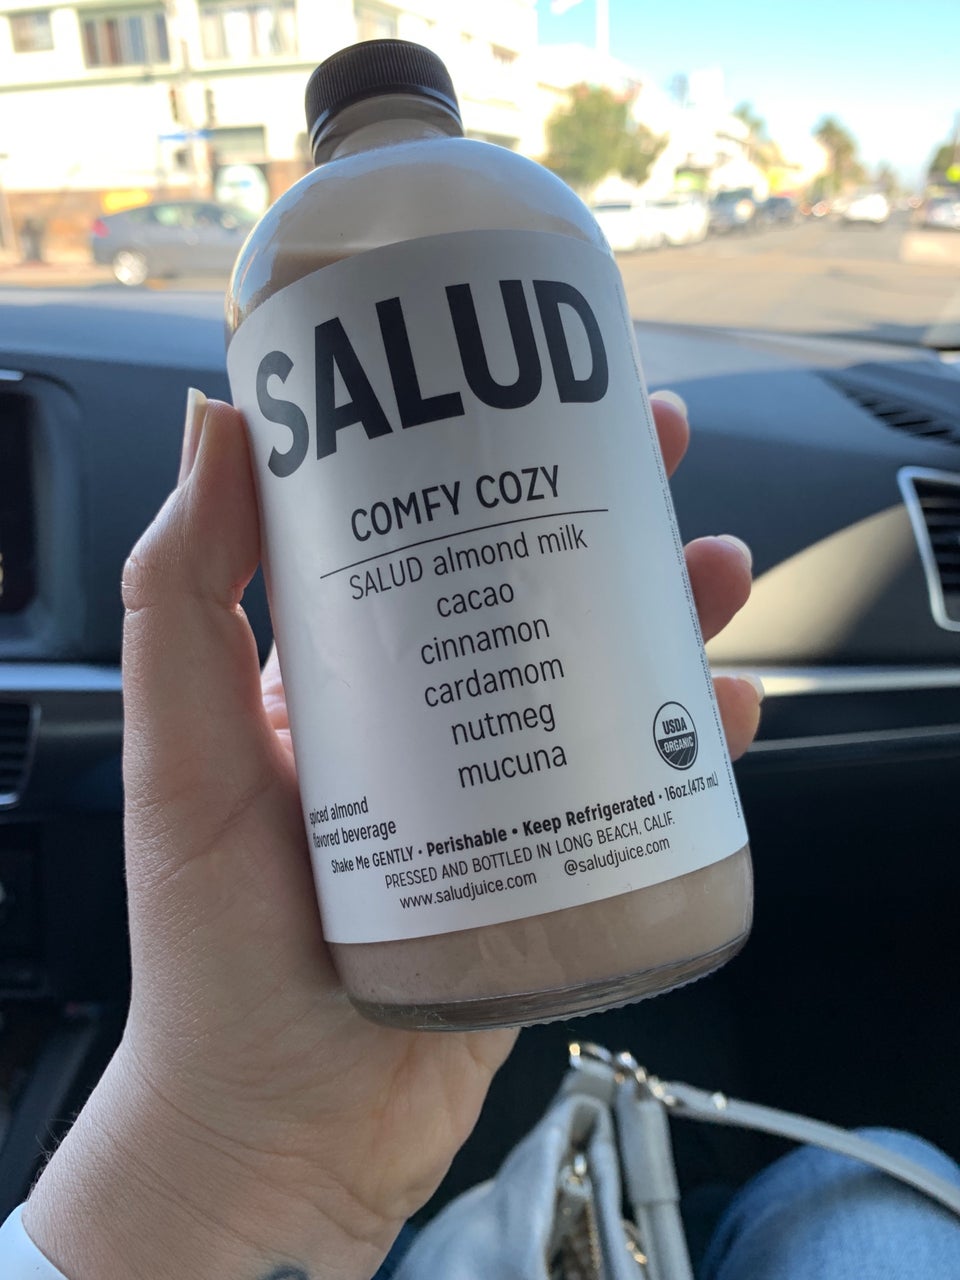 SALUD
COMFY COZY
SALUD almond milk
cacao
cinnamon
cardamom
nutmeg
mucuna
USDA
ORGANIC
spiced almond
flavored beverage
Shake Me GENTLY • Perishable • Keep Refrigerated • 16oz.(473 mL)
PRESSED AND BOTTLED IN LONG BEACH, CALIF.
www.saludjuice.com @saludjuice.com